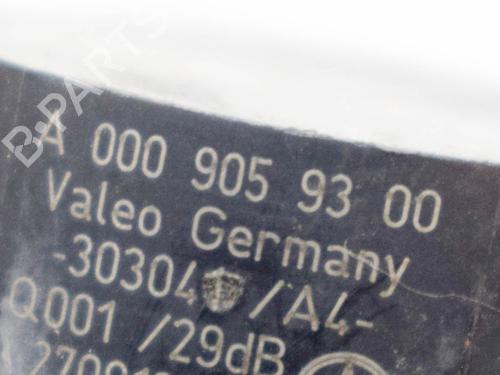 B-PARTS
A 000 905 93 00
Valeo Germany
-30304 /A4-
Q001 /29dB